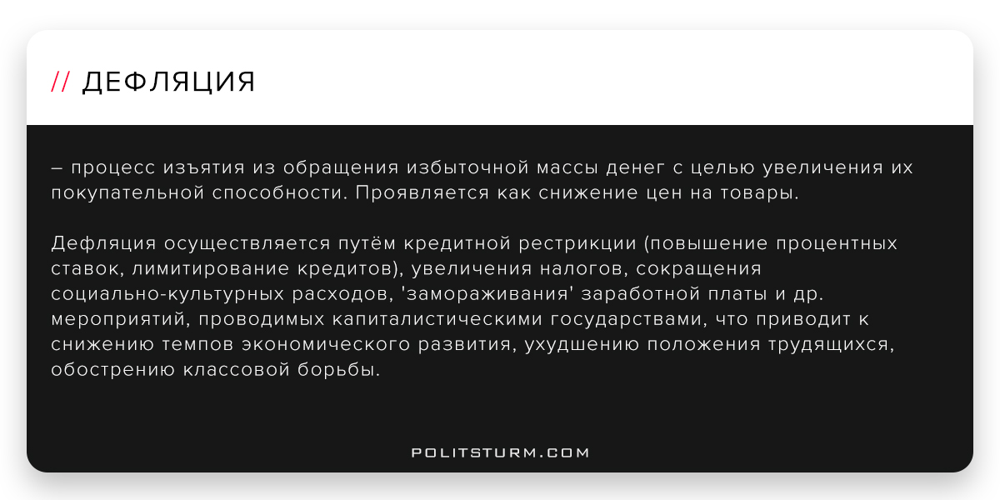 // ДЕФЛЯЦИЯ
– процесс изъятия из обращения избыточной массы денег с целью увеличения их
покупательной способности. Проявляется как снижение цен на товары.
Дефляция осуществляется путём кредитной рестрикции (повышение процентных
ставок, лимитирование кредитов), увеличения налогов, сокращения
социально-культурных расходов, 'замораживания' заработной платы и др.
мероприятий, проводимых капиталистическими государствами, что приводит к
снижению темпов экономического развития, ухудшению положения трудящихся,
обострению классовой борьбы.
POLITSTURM.COM